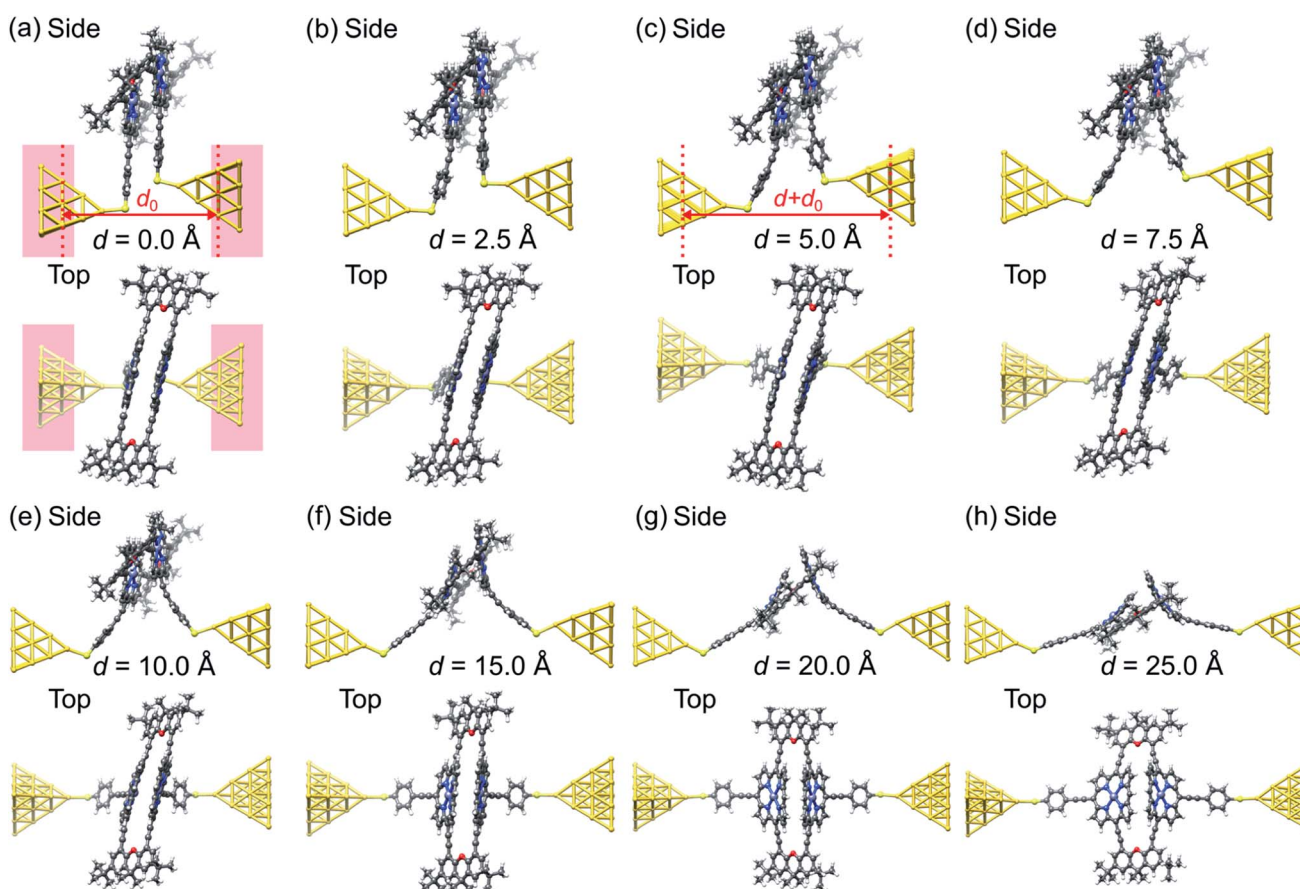 (a) Side
d0
d = 0.0 Å
Top
(b) Side
d = 2.5 Å
Top
(c) Side
d+d0
d = 5.0 Å
Top
(d) Side
d = 7.5 Å
Top
(e) Side
d = 10.0 Å
Top
(f) Side
d = 15.0 Å
Top
(g) Side
d = 20.0 Å
Top
(h) Side
d = 25.0 Å
Top